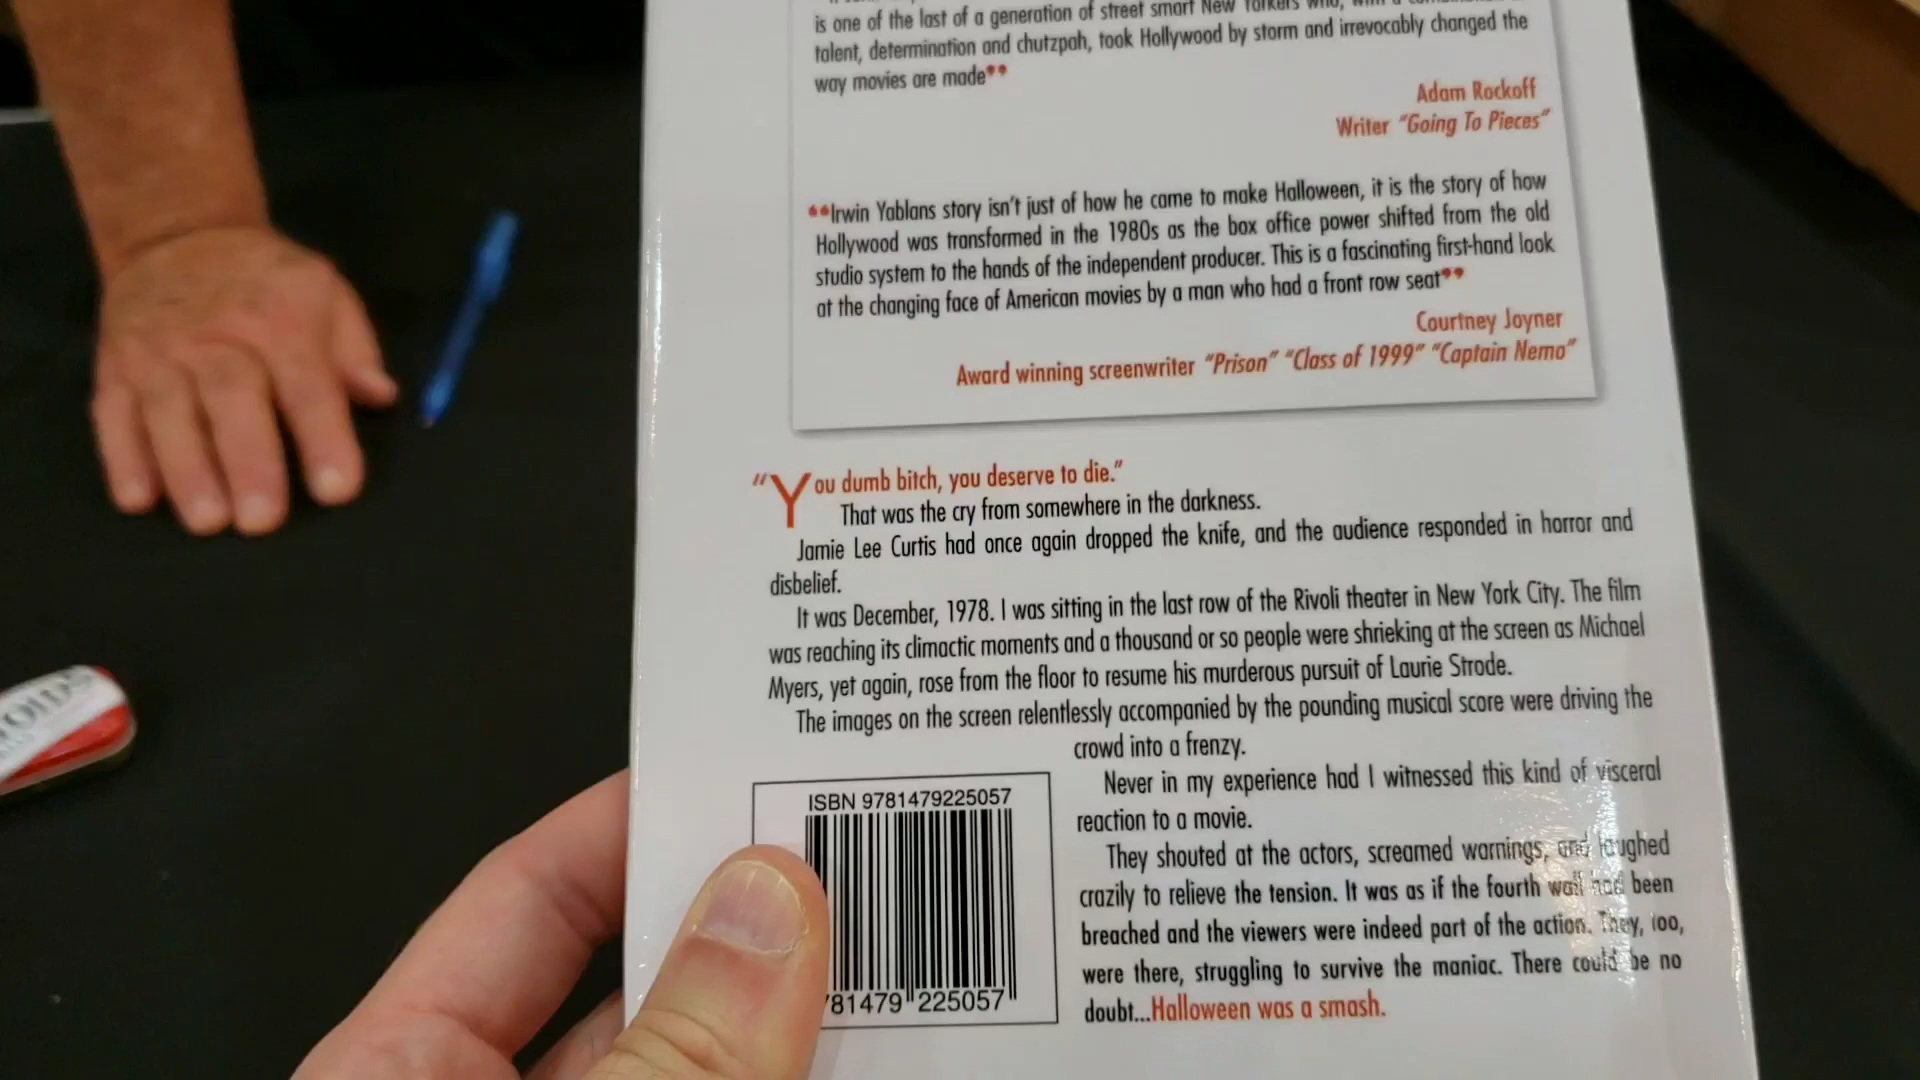 is one of the last of a generation of street smart New Yorkers who, with a
talent, determination and chutzpah, took Hollywood by storm and irrevocably changed the
way movies are made”
Adam Rockoff
Writer “Going To Pieces”
“Irwin Yablans story isn’t just of how he came to make Halloween, it is the story of how
Hollywood was transformed in the 1980s as the box office power shifted from the old
studio system to the hands of the independent producer. This is a fascinating first-hand look
at the changing face of American movies by a man who had a front row seat”
Courtney Joyner
Award winning screenwriter “Prison” “Class of 1999” “Captain Nemo”
“You dumb bitch, you deserve to die.”
That was the cry from somewhere in the darkness.
Jamie Lee Curtis had once again dropped the knife, and the audience responded in horror and
disbelief.
It was December, 1978. I was sitting in the last row of the Rivoli theater in New York City. The film
was reaching its climactic moments and a thousand or so people were shrieking at the screen as Michael
Myers, yet again, rose from the floor to resume his murderous pursuit of Laurie Strode.
The images on the screen relentlessly accompanied by the pounding musical score were driving the
crowd into a frenzy.
Never in my experience had I witnessed this kind of visceral
reaction to a movie.
They shouted at the actors, screamed warnings, and laughed
crazily to relieve the tension. It was as if the fourth wall had been
breached and the viewers were indeed part of the action. They, too,
were there, struggling to survive the maniac. There could be no
doubt...Halloween was a smash.
ISBN 9781479225057
781479 225057